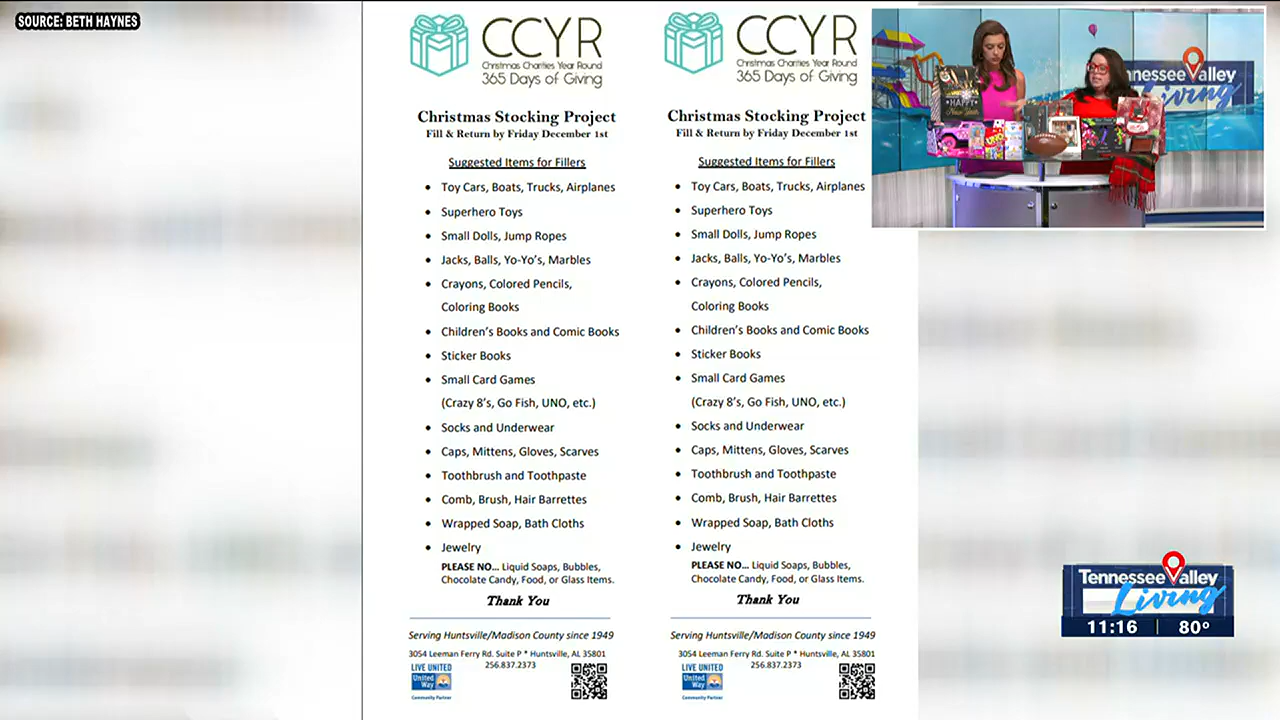 SOURCE: BETH HAYNES
CCYR
Christmas Charities Year Round
365 Days of Giving
Christmas Stocking Project
Fill & Return by Friday December 1st
Suggested Items for Fillers
• Toy Cars, Boats, Trucks, Airplanes
• Superhero Toys
• Small Dolls, Jump Ropes
• Jacks, Balls, Yo-Yo's, Marbles
• Crayons, Colored Pencils,
Coloring Books
• Children's Books and Comic Books
• Sticker Books
• Small Card Games
(Crazy 8's, Go Fish, UNO, etc.)
• Socks and Underwear
• Caps, Mittens, Gloves, Scarves
• Toothbrush and Toothpaste
• Comb, Brush, Hair Barrettes
• Wrapped Soap, Bath Cloths
• Jewelry
PLEASE NO... Liquid Soaps, Bubbles,
Chocolate Candy, Food, or Glass Items.
Thank You
Serving Huntsville/Madison County since 1949
3054 Leeman Ferry Rd. Suite P * Huntsville, AL 35801
256.837.2373
LIVE UNITED
United
Way
Community Partner
CCYR
Christmas Charities Year Round
365 Days of Giving
Christmas Stocking Project
Fill & Return by Friday December 1st
Suggested Items for Fillers
• Toy Cars, Boats, Trucks, Airplanes
• Superhero Toys
• Small Dolls, Jump Ropes
• Jacks, Balls, Yo-Yo's, Marbles
• Crayons, Colored Pencils,
Coloring Books
• Children's Books and Comic Books
• Sticker Books
• Small Card Games
(Crazy 8's, Go Fish, UNO, etc.)
• Socks and Underwear
• Caps, Mittens, Gloves, Scarves
• Toothbrush and Toothpaste
• Comb, Brush, Hair Barrettes
• Wrapped Soap, Bath Cloths
• Jewelry
PLEASE NO... Liquid Soaps, Bubbles,
Chocolate Candy, Food, or Glass Items.
Thank You
Serving Huntsville/Madison County since 1949
3054 Leeman Ferry Rd. Suite P * Huntsville, AL 35801
256.837.2373
LIVE UNITED
United
Way
Community Partner
Tennessee Valley
Living
HAPPY
New Year
UNO
Tennessee Valley
Living
11:16 | 80°